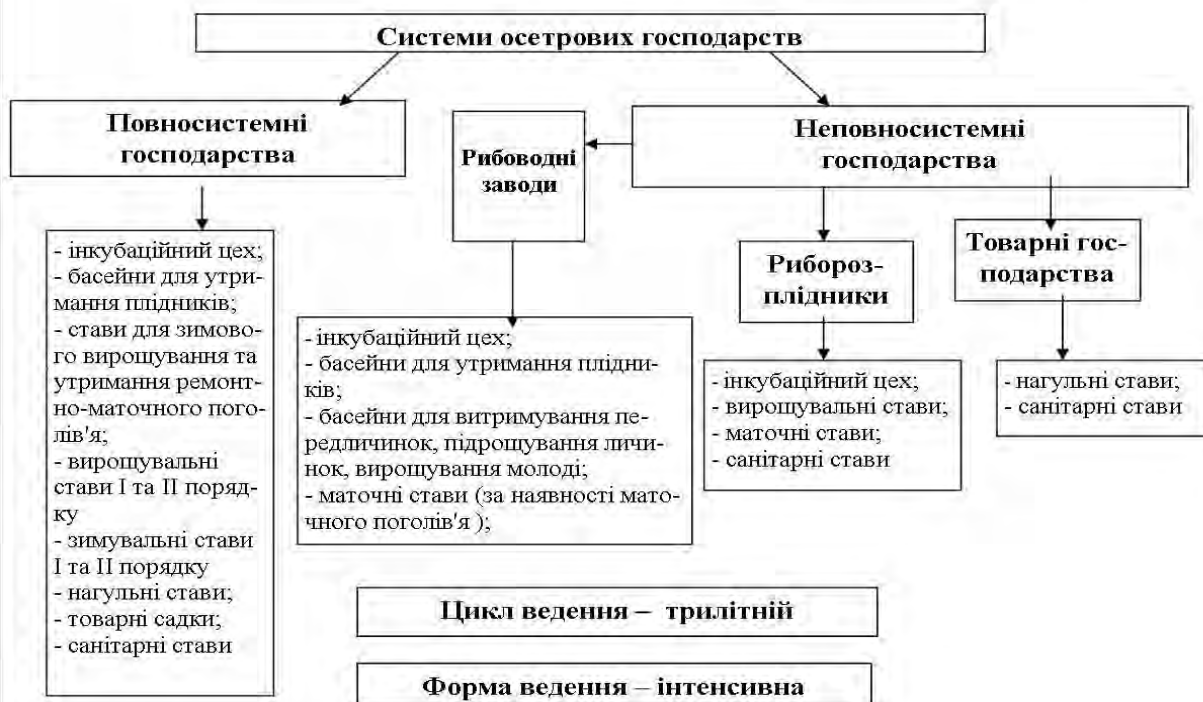 Системи осетрових господарств
Повносистемні
господарства
Рибоводні
заводи
Неповносистемні
господарства
Рибороз-
плідники
Товарні гос-
подарства
- інкубаційний цех;
- басейни для утри-
мання плідників;
- стави для зимово-
го вирощування та
утримання ремонт-
но-маточного пого-
лів'я;
- вирощувальні
стави І та ІІ поряд-
ку
- зимувальні стави
І та ІІ порядку
- нагульні стави;
- товарні садки;
- санітарні стави
- інкубаційний цех;
- басейни для утримання плідни-
ків;
- басейни для витримування пе-
редличинок, підрощування личи-
нок, вирощування молоді;
- маточні стави (за наявності мато-
чного поголів'я );
- інкубаційний цех;
- вирощувальні стави;
- маточні стави;
- санітарні стави
- нагульні стави;
- санітарні стави
Цикл ведення – трилітній
Форма ведення – інтенсивна